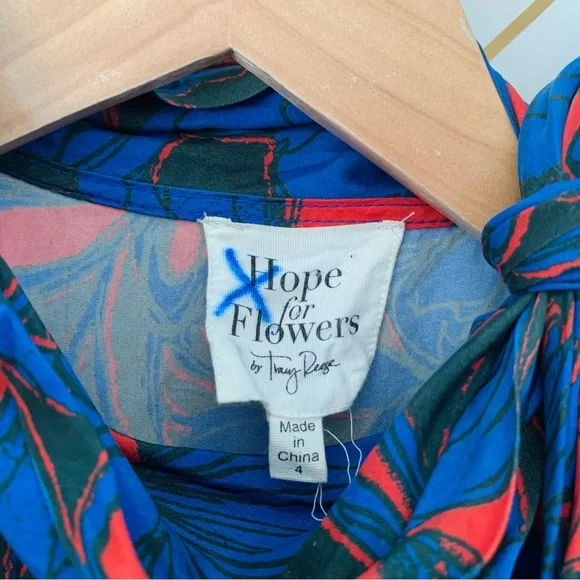 Hope
for
Flowers
by Tracy Reese
Made
in
China
4